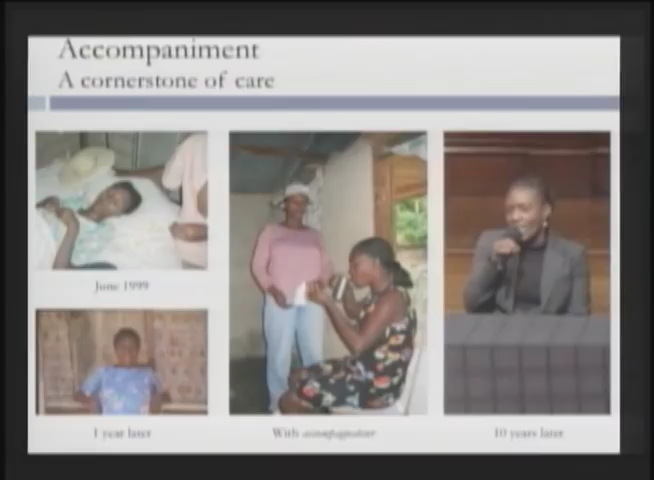 Accompaniment
A cornerstone of care
June 1999
1 year later
With accompagnateur
10 years later